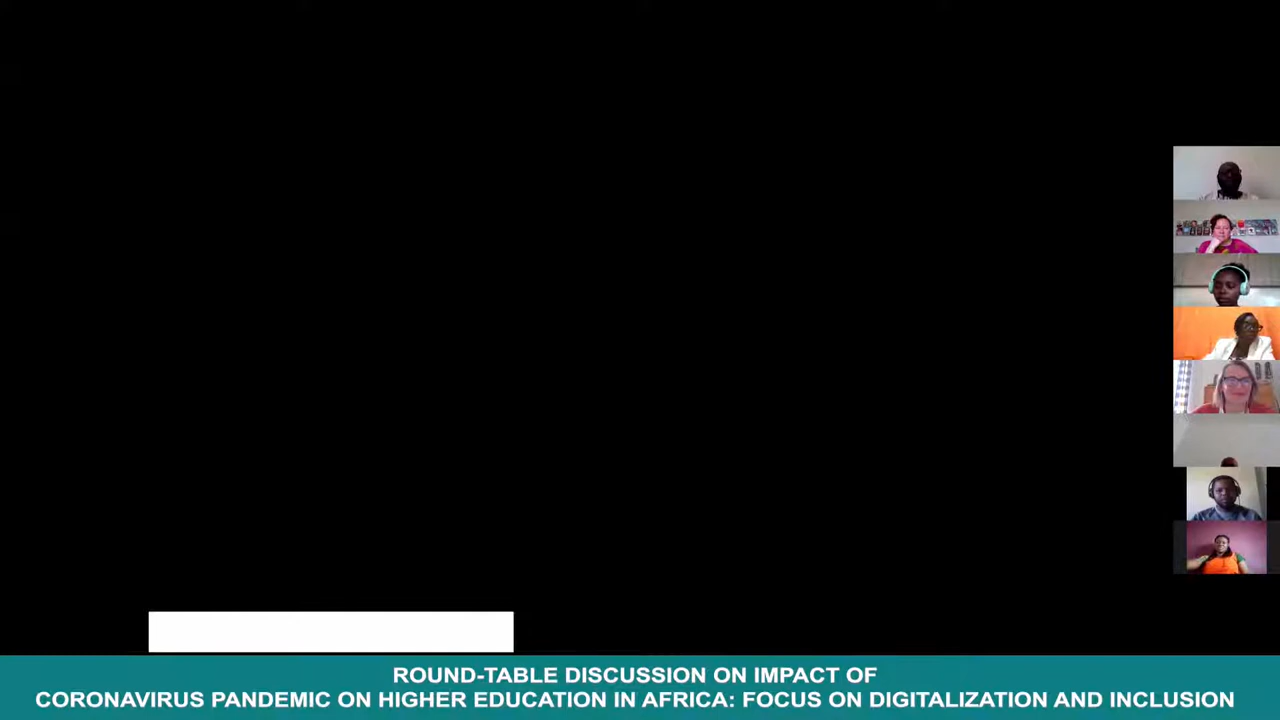 ROUND-TABLE DISCUSSION ON IMPACT OF
CORONAVIRUS PANDEMIC ON HIGHER EDUCATION IN AFRICA: FOCUS ON DIGITALIZATION AND INCLUSION